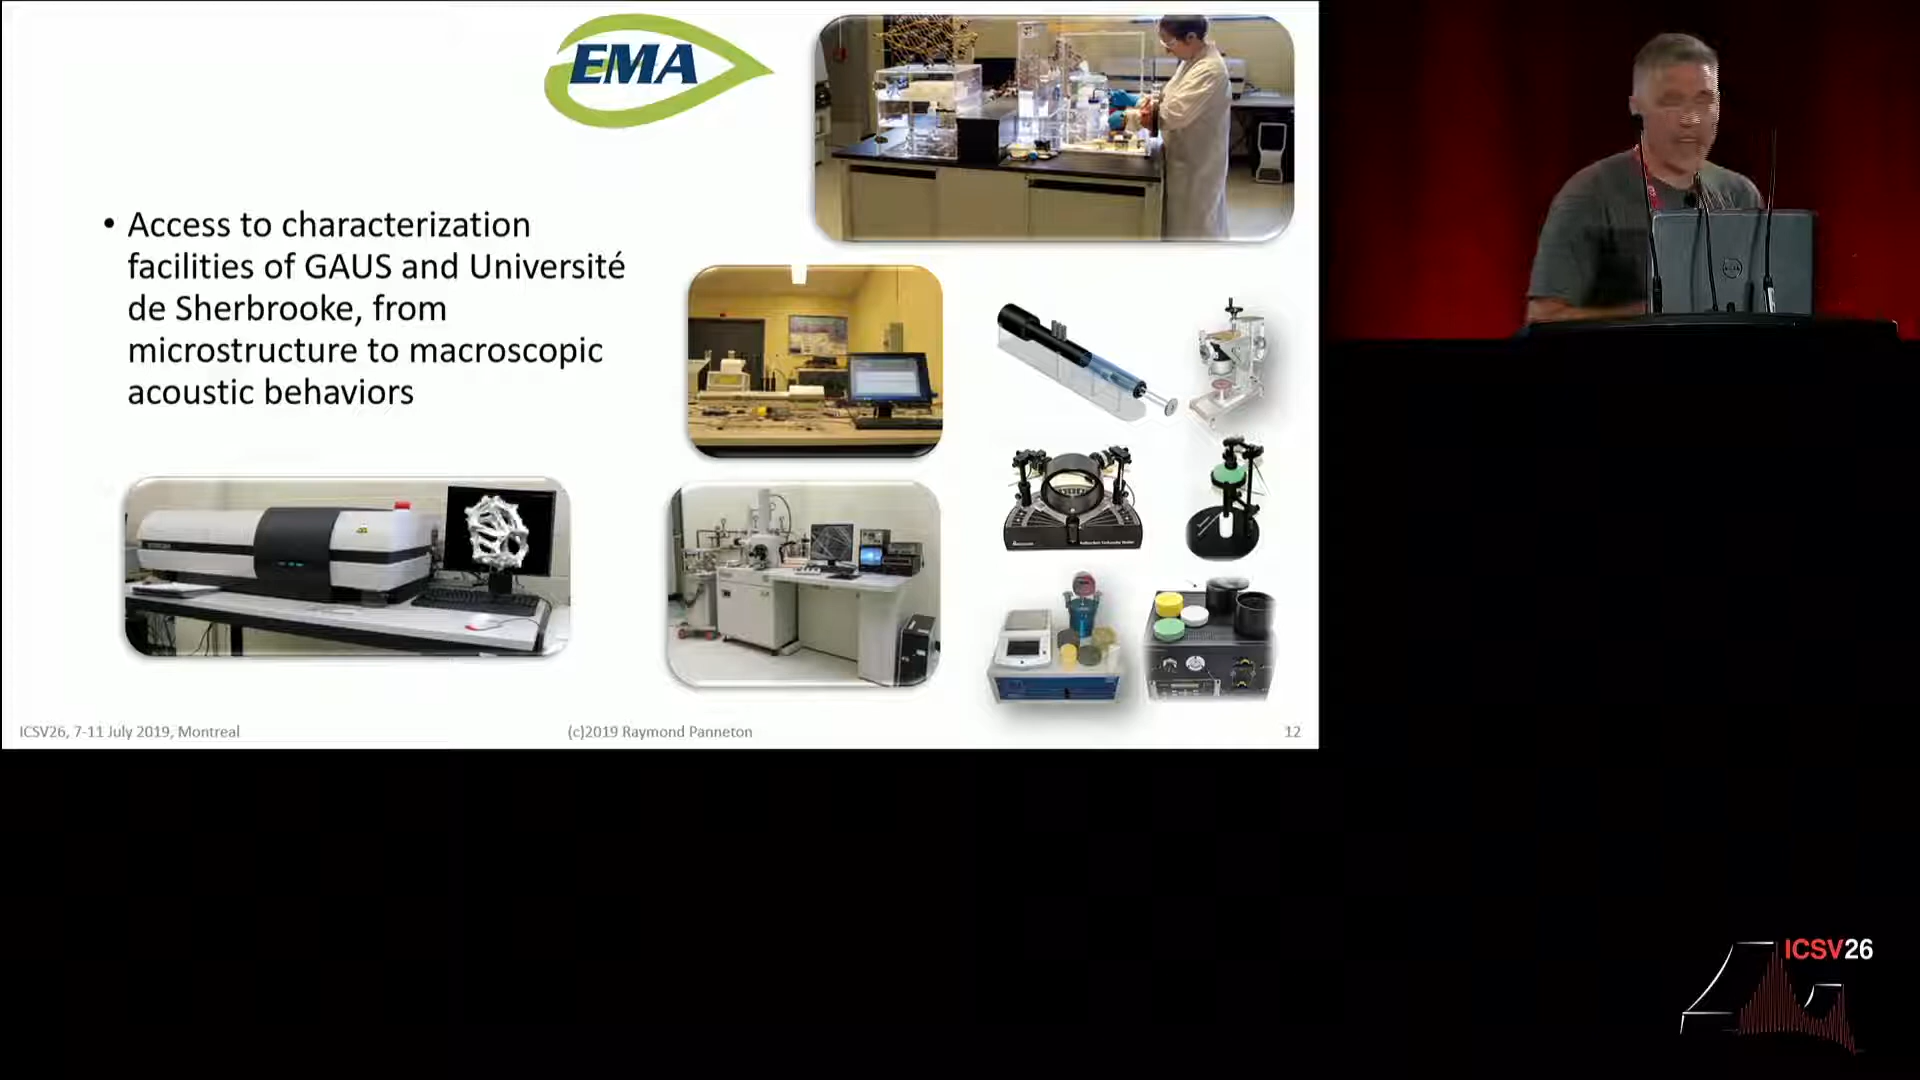 EMA
• Access to characterization
facilities of GAUS and Université
de Sherbrooke, from
microstructure to macroscopic
acoustic behaviors
ICSV26, 7-11 July 2019, Montreal
(c)2019 Raymond Panneton
12
ICSV26